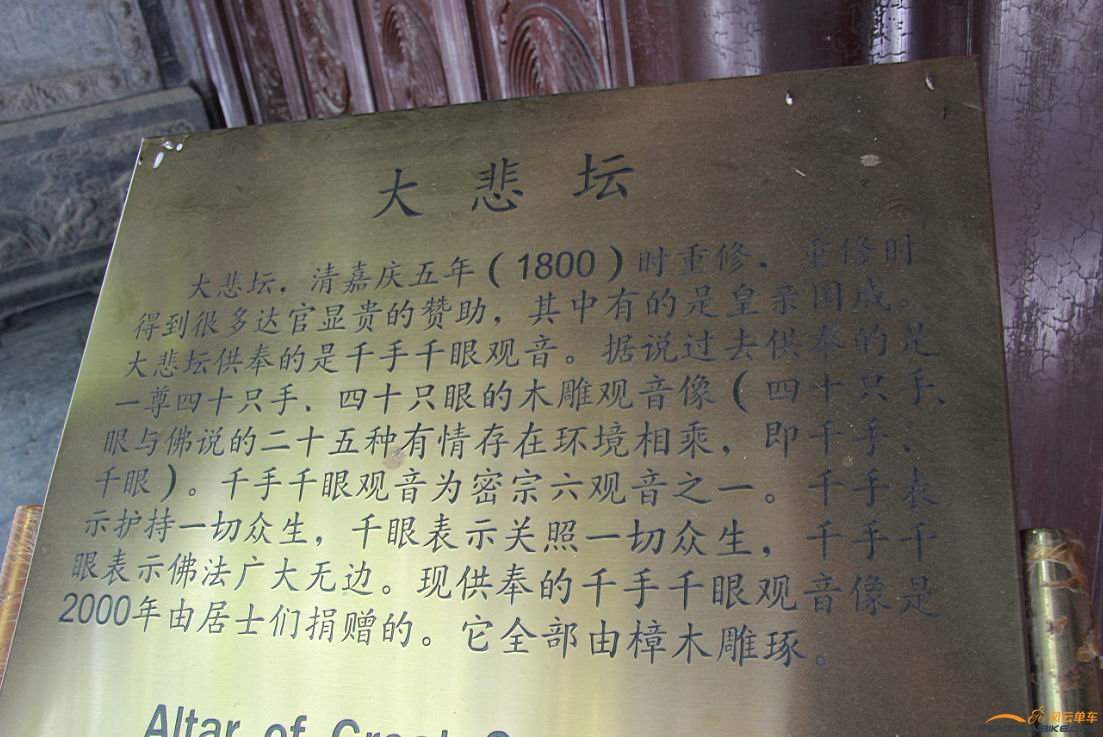 大悲坛
大悲坛，清嘉庆五年（1800）时重修．重修时
得到很多达官显贵的赞助，其中有的是皇亲国戚。
大悲坛供奉的是千手千眼观音。据说过去供奉的是
一尊四十只手、四十只眼的木雕观音像（四十只手、
眼与佛说的二十五种有情存在环境相乘，即千手、
千眼）。千手千眼观音为密宗六观音之一。千手表
示护持一切众生，千眼表示关照一切众生，千手千
眼表示佛法广大无边。现供奉的千手千眼观音像是
2000年由居士们捐赠的。它全部由樟木雕琢。
Altar of Great
风云单车